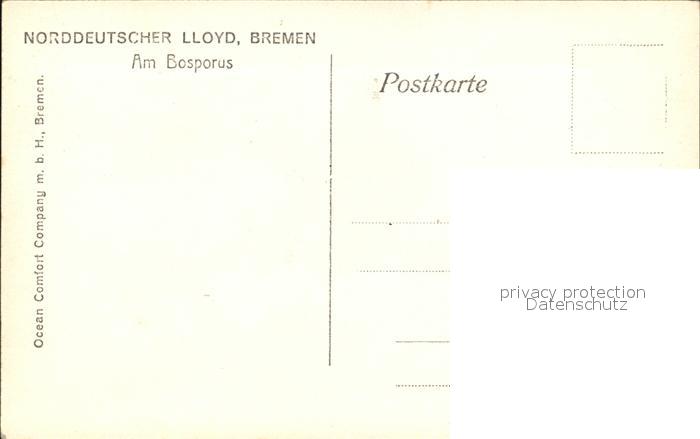 NORDDEUTSCHER LLOYD, BREMEN
Am Bosporus
Postkarte
Ocean Comfort Company m. b. H., Bremen.
privacy protection
Datenschutz